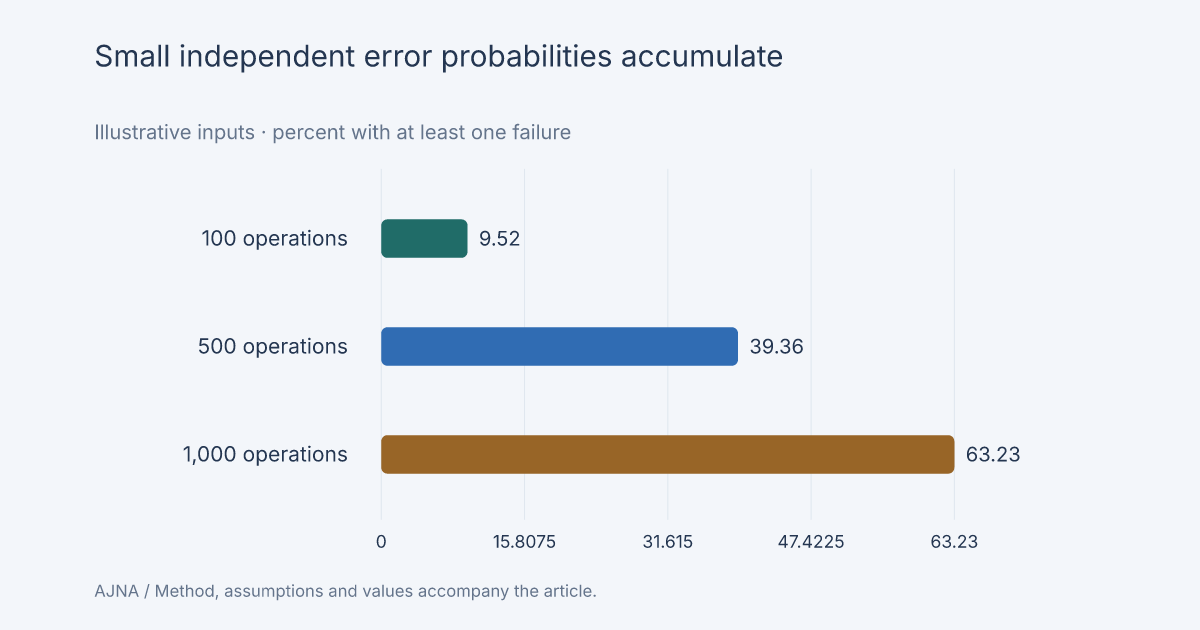 Small independent error probabilities accumulate
Illustrative inputs · percent with at least one failure
100 operations 9.52
500 operations 39.36
1,000 operations 63.23
0 15.8075 31.615 47.4225 63.23
AJNA / Method, assumptions and values accompany the article.